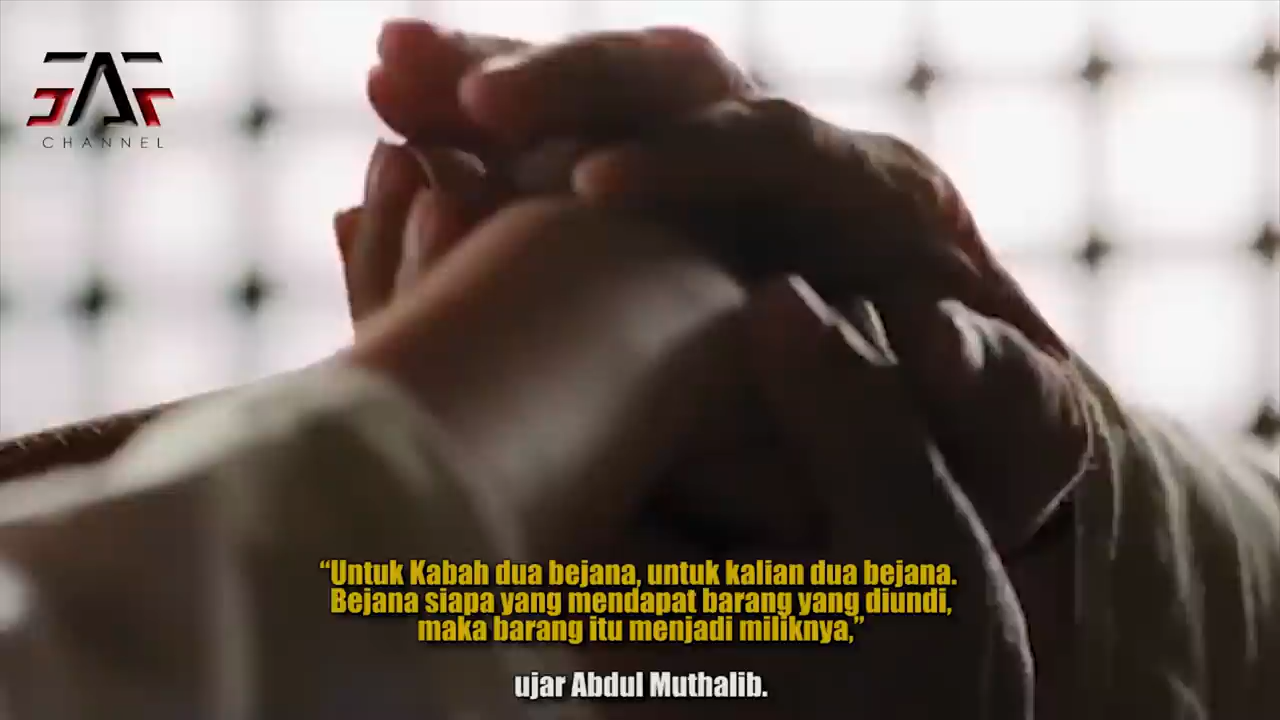 CHANNEL
“Untuk Kabah dua bejana, untuk kalian dua bejana.
Bejana siapa yang mendapat barang yang diundi,
maka barang itu menjadi miliknya,”
ujar Abdul Muthalib.